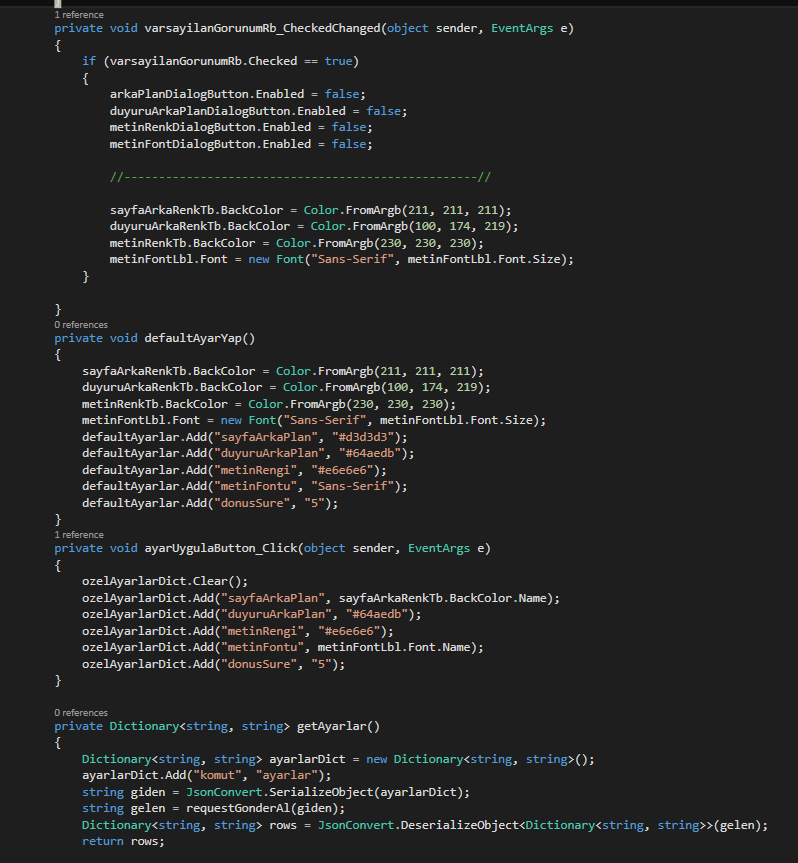 1 reference
private void varsayilanGorunumRb_CheckedChanged(object sender, EventArgs e)
{
if (varsayilanGorunumRb.Checked == true)
{
arkaPlanDialogButton.Enabled = false;
duyuruArkaPlanDialogButton.Enabled = false;
metinRenkDialogButton.Enabled = false;
metinFontDialogButton.Enabled = false;
//---------------------------------------------------//
sayfaArkaRenkTb.BackColor = Color.FromArgb(211, 211, 211);
duyuruArkaRenkTb.BackColor = Color.FromArgb(100, 174, 219);
metinRenkTb.BackColor = Color.FromArgb(230, 230, 230);
metinFontLbl.Font = new Font("Sans-Serif", metinFontLbl.Font.Size);
}
}
0 references
private void defaultAyarYap()
{
sayfaArkaRenkTb.BackColor = Color.FromArgb(211, 211, 211);
duyuruArkaRenkTb.BackColor = Color.FromArgb(100, 174, 219);
metinRenkTb.BackColor = Color.FromArgb(230, 230, 230);
metinFontLbl.Font = new Font("Sans-Serif", metinFontLbl.Font.Size);
defaultAyarlar.Add("sayfaArkaPlan", "#d3d3d3");
defaultAyarlar.Add("duyuruArkaPlan", "#64aedb");
defaultAyarlar.Add("metinRengi", "#e6e6e6");
defaultAyarlar.Add("metinFontu", "Sans-Serif");
defaultAyarlar.Add("donusSure", "5");
}
1 reference
private void ayarUygulaButton_Click(object sender, EventArgs e)
{
ozelAyarlarDict.Clear();
ozelAyarlarDict.Add("sayfaArkaPlan", sayfaArkaRenkTb.BackColor.Name);
ozelAyarlarDict.Add("duyuruArkaPlan", "#64aedb");
ozelAyarlarDict.Add("metinRengi", "#e6e6e6");
ozelAyarlarDict.Add("metinFontu", metinFontLbl.Font.Name);
ozelAyarlarDict.Add("donusSure", "5");
}
0 references
private Dictionary<string, string> getAyarlar()
{
Dictionary<string, string> ayarlarDict = new Dictionary<string, string>();
ayarlarDict.Add("komut", "ayarlar");
string giden = JsonConvert.SerializeObject(ayarlarDict);
string gelen = requestGonderAl(giden);
Dictionary<string, string> rows = JsonConvert.DeserializeObject<Dictionary<string, string>>(gelen);
return rows;